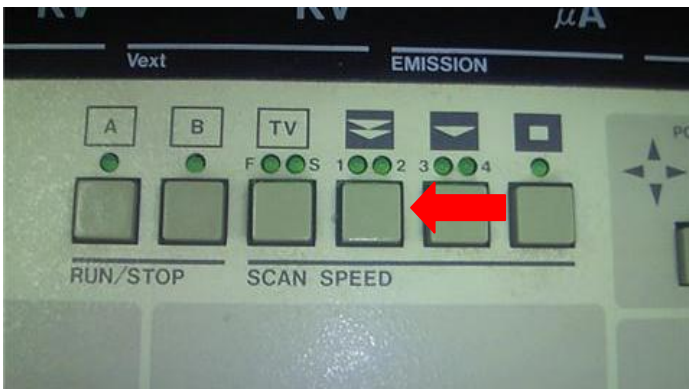 KV KV µA
Vext EMISSION
A B TV
F S 1 2 3 4
RUN/STOP SCAN SPEED